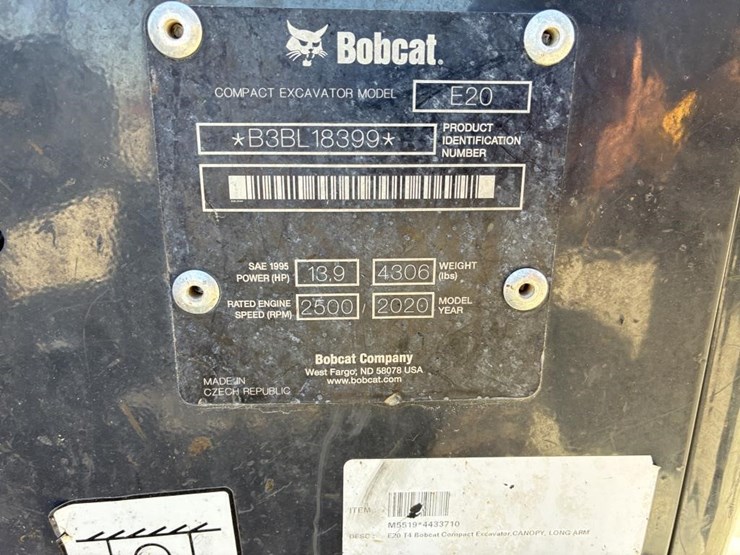 Bobcat.
COMPACT EXCAVATOR MODEL E20
*B3BL18399* PRODUCT IDENTIFICATION NUMBER
SAE 1995 POWER (HP) 13.9 4306 WEIGHT (lbs)
RATED ENGINE SPEED (RPM) 2500 2020 MODEL YEAR
Bobcat Company
West Fargo, ND 58078 USA
www.bobcat.com
MADE IN
CZECH REPUBLIC
ITEM
M5519*4433710
DESC : E20 T4 Bobcat Compact Excavator,CANOPY, LONG ARM